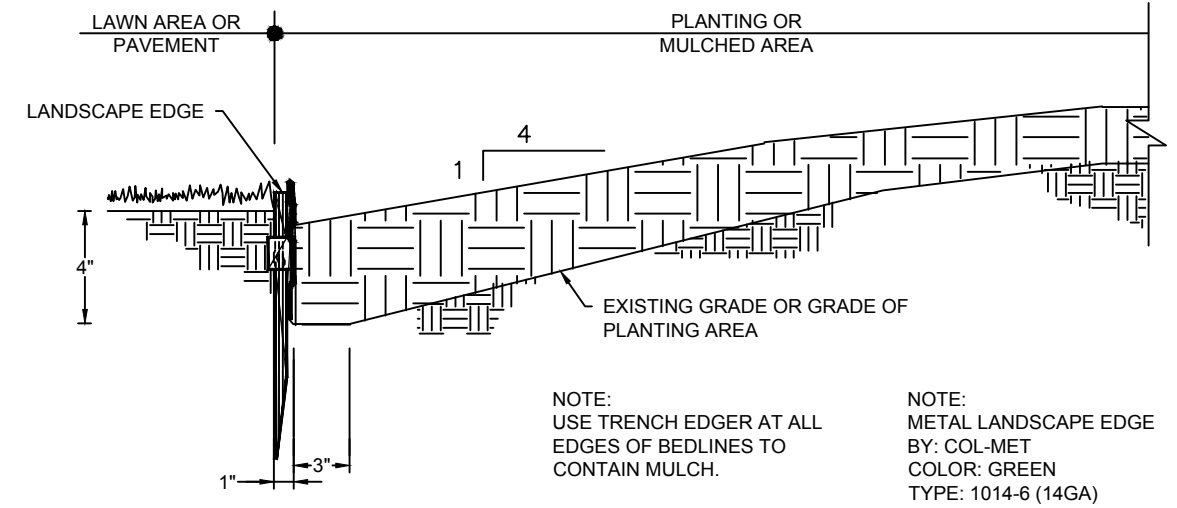 LAWN AREA OR
PAVEMENT
PLANTING OR
MULCHED AREA
LANDSCAPE EDGE
4
1
4"
EXISTING GRADE OR GRADE OF
PLANTING AREA
3"
1"
NOTE:
USE TRENCH EDGER AT ALL
EDGES OF BEDLINES TO
CONTAIN MULCH.
NOTE:
METAL LANDSCAPE EDGE
BY: COL-MET
COLOR: GREEN
TYPE: 1014-6 (14GA)